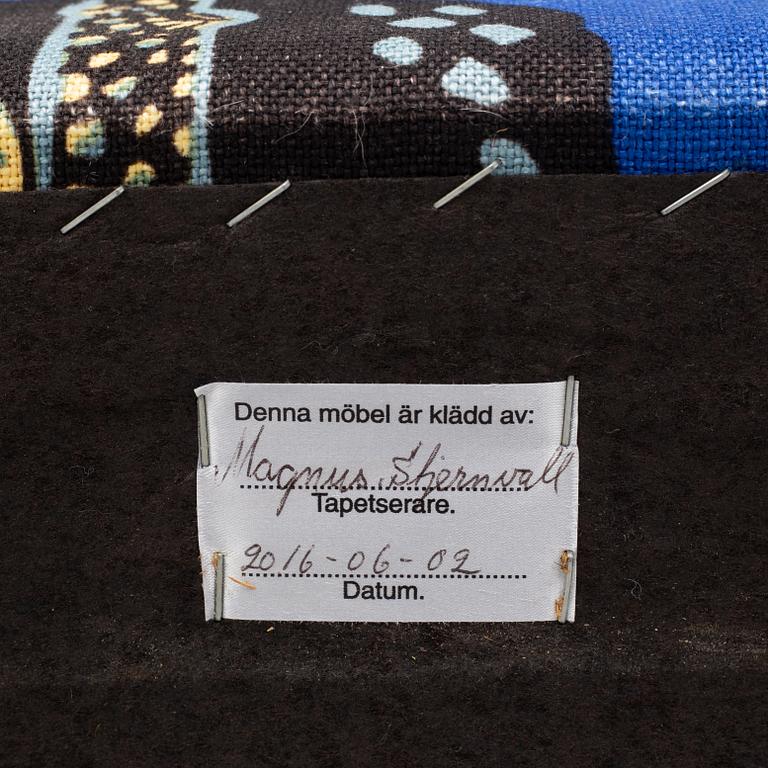 Denna möbel är klädd av:
Magnus Stjernvall
Tapetserare.
2016-06-02
Datum.